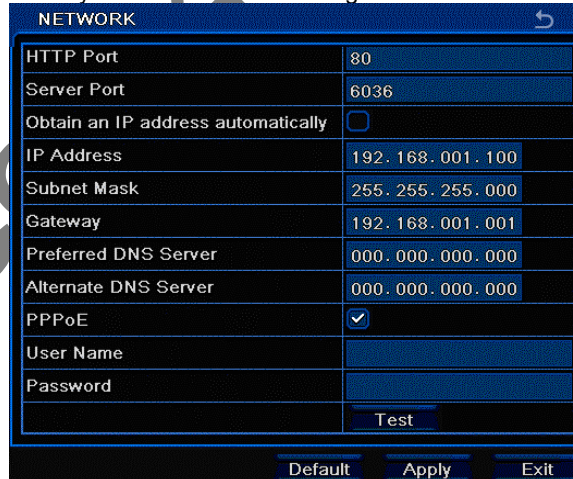 NETWORK
HTTP Port 80
Server Port 6036
Obtain an IP address automatically
IP Address 192.168.001.100
Subnet Mask 255.255.255.000
Gateway 192.168.001.001
Preferred DNS Server 000.000.000.000
Alternate DNS Server 000.000.000.000
PPPoE
User Name
Password
Test
Default Apply Exit